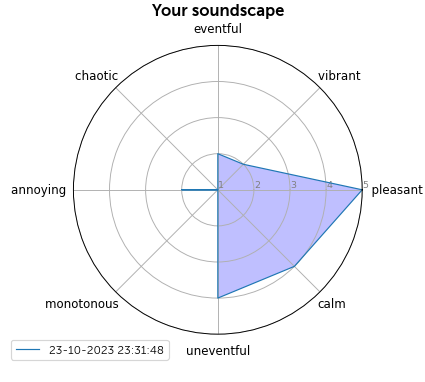 Your soundscape
eventful
chaotic
vibrant
annoying
1 2 3 4 5
pleasant
monotonous
calm
uneventful
23-10-2023 23:31:48